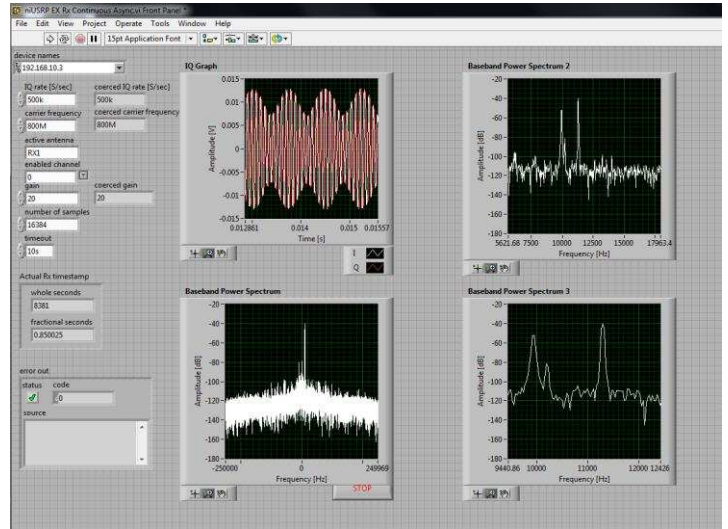 niUSRP EX Rx Continuous Async.vi Front Panel *
File Edit View Project Operate Tools Window Help
15pt Application Font
device names
192.168.10.3
IQ rate [S/sec] coerced IQ rate [S/sec]
500k 500k
carrier frequency coerced carrier frequency
800M 800M
active antenna
RX1
enabled channel
0
gain coerced gain
20 20
number of samples
16384
timeout
10s
Actual Rx timestamp
whole seconds
8381
fractional seconds
0.850025
error out
status code
0
source
IQ Graph
0.015
0.01
0.005
0
-0.005
-0.01
-0.015
Amplitude [V]
0.012861 0.014 0.015 0.01557
Time [s]
I
Q
Baseband Power Spectrum 2
-20
-40
-60
-80
-100
-120
-140
-160
-180
Amplitude [dB]
5621.68 7500 10000 12500 15000 17963.4
Frequency [Hz]
Baseband Power Spectrum
-20
-40
-60
-80
-100
-120
-140
-160
-180
Amplitude [dB]
-250000 0 249969
Frequency [Hz]
STOP
Baseband Power Spectrum 3
-20
-40
-60
-80
-100
-120
-140
-160
-180
Amplitude [dB]
9440.86 10000 11000 12000 12426
Frequency [Hz]